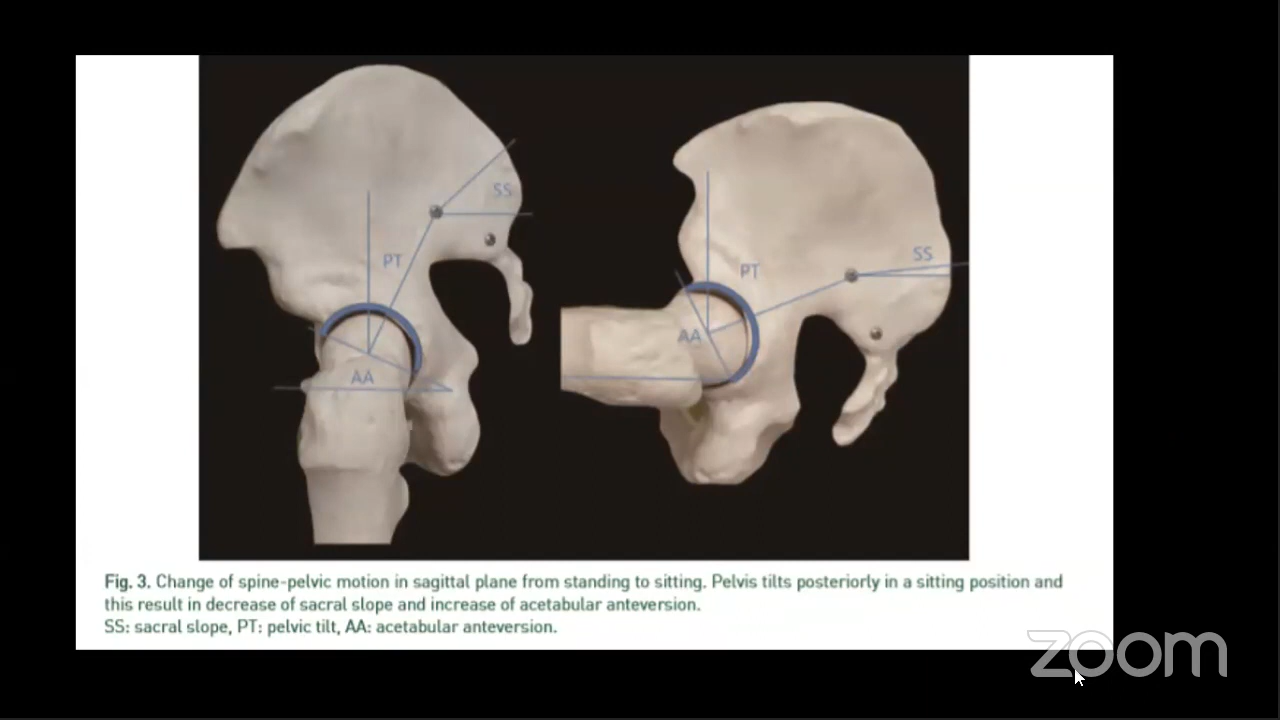 SS
PT
AA
SS
PT
AA
Fig. 3. Change of spine-pelvic motion in sagittal plane from standing to sitting. Pelvis tilts posteriorly in a sitting position and
this result in decrease of sacral slope and increase of acetabular anteversion.
SS: sacral slope, PT: pelvic tilt, AA: acetabular anteversion.
zoom